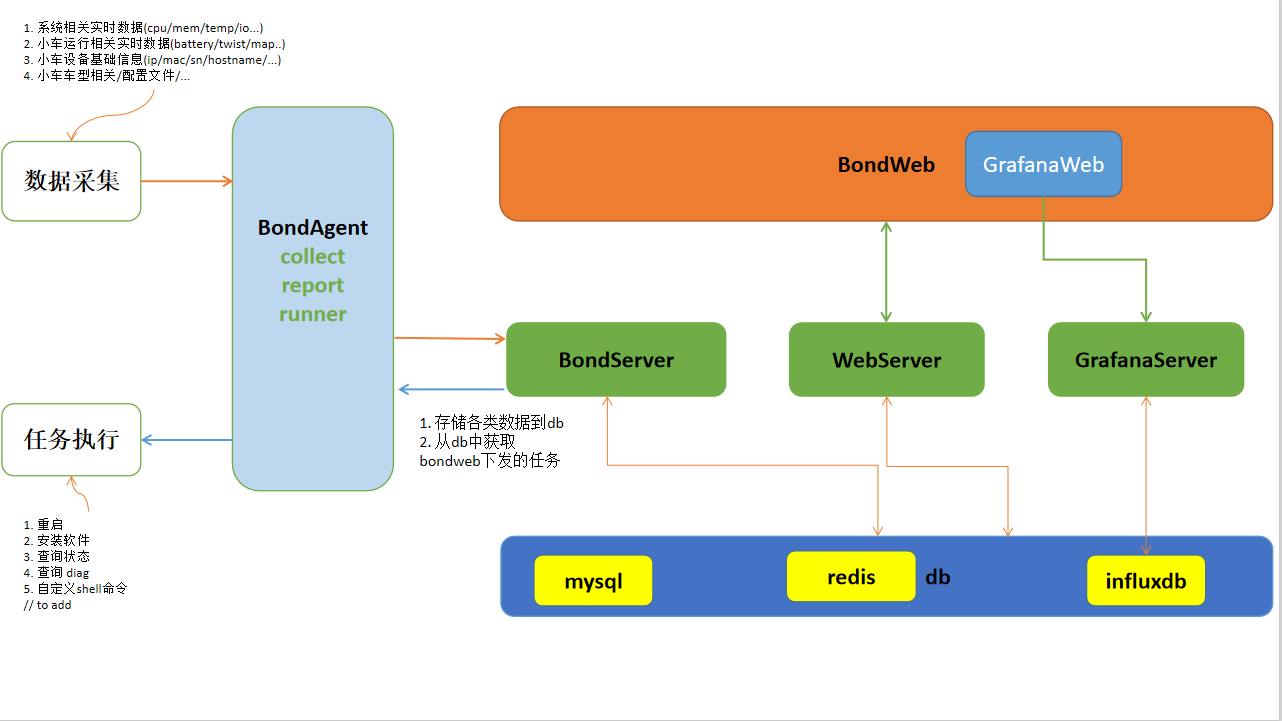 1. 系统相关实时数据(cpu/mem/temp/io...)
2. 小车运行相关实时数据(battery/twist/map..)
3. 小车设备基础信息(ip/mac/sn/hostname/...)
4. 小车车型相关/配置文件/...
数据采集
BondAgent
collect
report
runner
任务执行
1. 重启
2. 安装软件
3. 查询状态
4. 查询 diag
5. 自定义shell命令
// to add
BondWeb
GrafanaWeb
BondServer
WebServer
GrafanaServer
1. 存储各类数据到db
2. 从db中获取
bondweb下发的任务
mysql
redis
db
influxdb